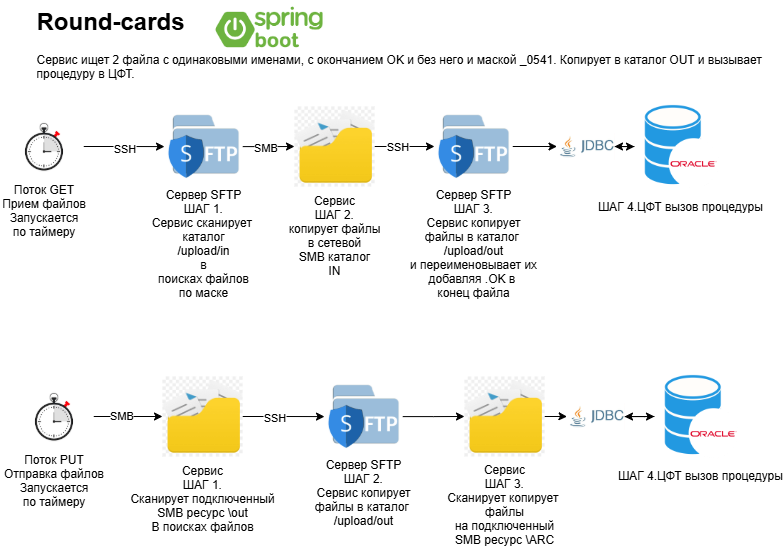 Round-cards
spring
boot
Сервис ищет 2 файла с одинаковыми именами, с окончанием OK и без него и маской _0541. Копирует в каталог OUT и вызывает
процедуру в ЦФТ.
SSH
SFTP
SMB
SSH
SFTP
JDBC
Java
ORACLE
Поток GET
Прием файлов
Запускается
по таймеру
Сервер SFTP
ШАГ 1.
Сервис сканирует
каталог
/upload/in
в
поисках файлов
по маске
Сервис
ШАГ 2.
копирует файлы
в сетевой
SMB каталог
IN
Сервер SFTP
ШАГ 3.
Сервис копирует
файлы в каталог
/upload/out
и переименовывает их
добавляя .OK в
конец файла
ШАГ 4.ЦФТ вызов процедуры
SMB
SSH
SFTP
JDBC
Java
ORACLE
Поток PUT
Отправка файлов
Запускается
по таймеру
Сервис
ШАГ 1.
Сканирует подключенный
SMB ресурс \out
В поисках файлов
Сервер SFTP
ШАГ 2.
Сервис копирует
файлы в каталог
/upload/out
Сервис
ШАГ 3.
Сканирует копирует
файлы
на подключенный
SMB ресурс \ARC
ШАГ 4.ЦФТ вызов процедуры